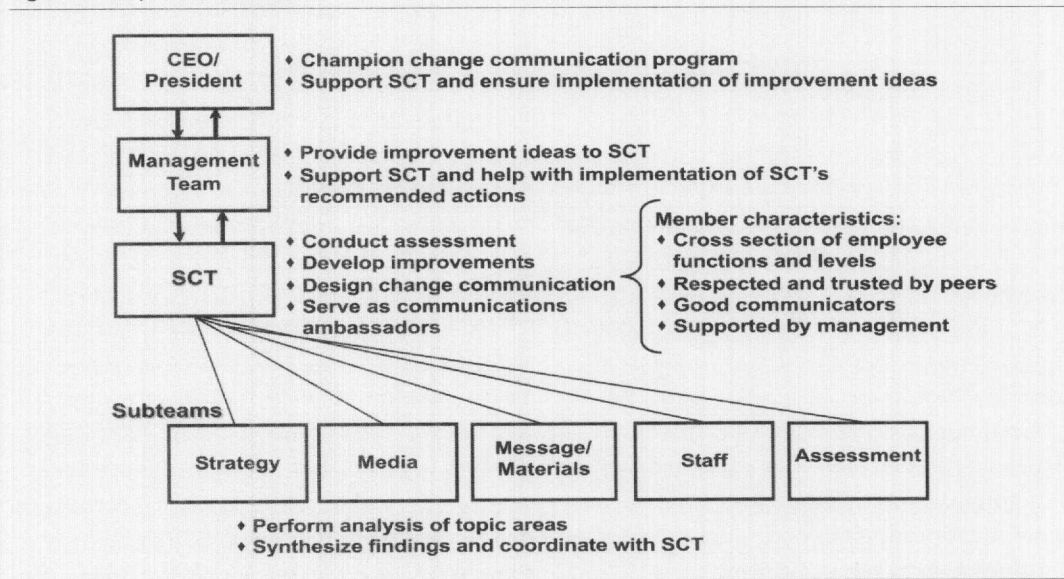 CEO/
President
♦ Champion change communication program
♦ Support SCT and ensure implementation of improvement ideas
Management
Team
♦ Provide improvement ideas to SCT
♦ Support SCT and help with implementation of SCT's
recommended actions
SCT
♦ Conduct assessment
♦ Develop improvements
♦ Design change communication
♦ Serve as communications
ambassadors
Member characteristics:
♦ Cross section of employee
functions and levels
♦ Respected and trusted by peers
♦ Good communicators
♦ Supported by management
Subteams
Strategy
Media
Message/
Materials
Staff
Assessment
♦ Perform analysis of topic areas
♦ Synthesize findings and coordinate with SCT